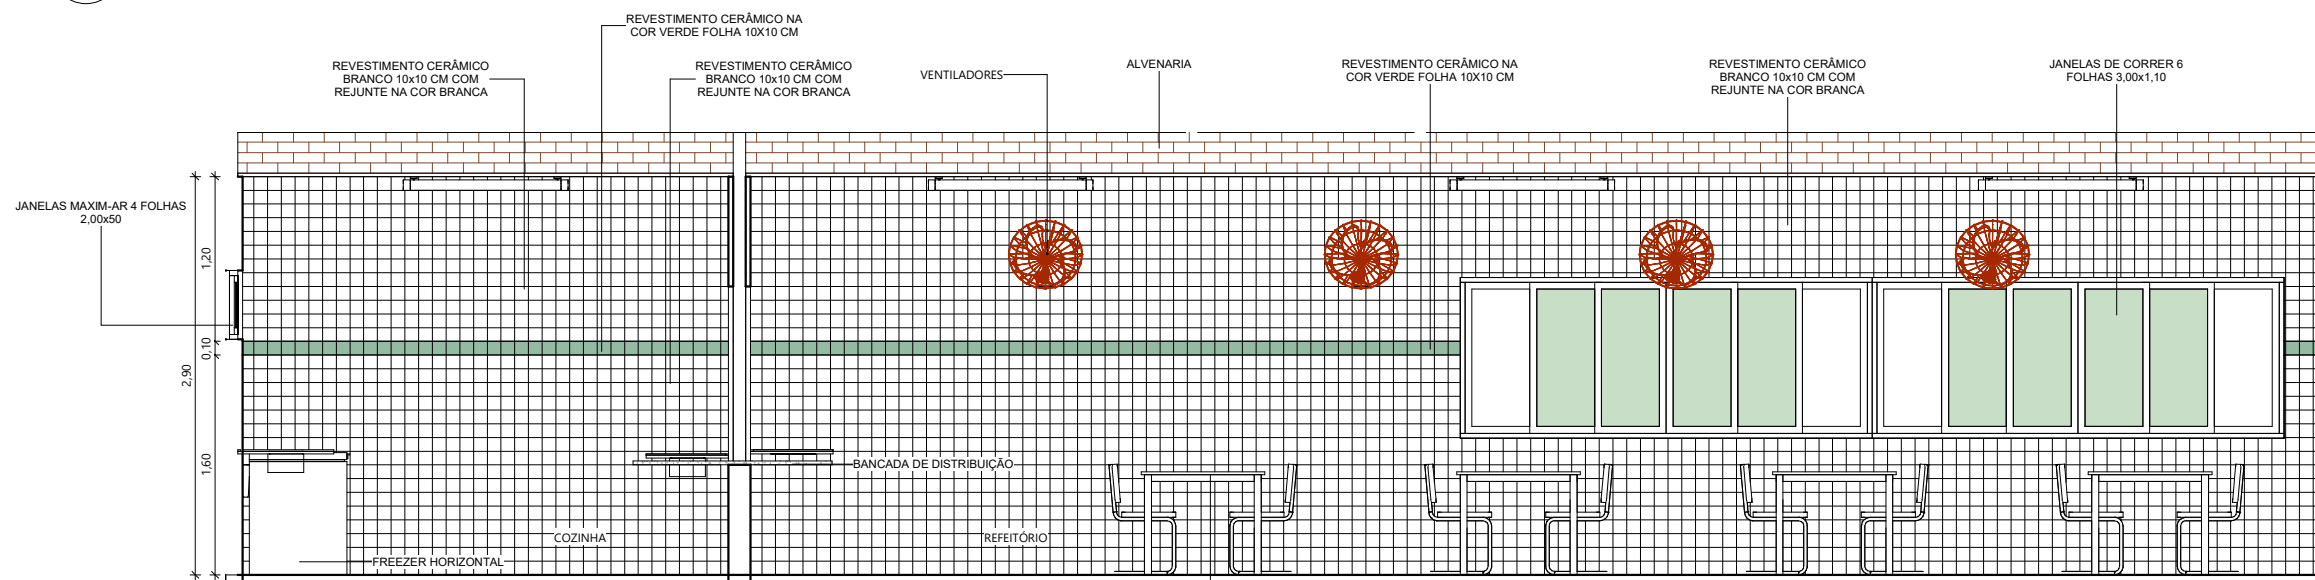 REVESTIMENTO CERÂMICO NA
COR VERDE FOLHA 10X10 CM
REVESTIMENTO CERÂMICO
BRANCO 10x10 CM COM
REJUNTE NA COR BRANCA
REVESTIMENTO CERÂMICO
BRANCO 10x10 CM COM
REJUNTE NA COR BRANCA
VENTILADORES
ALVENARIA
REVESTIMENTO CERÂMICO NA
COR VERDE FOLHA 10X10 CM
REVESTIMENTO CERÂMICO
BRANCO 10x10 CM COM
REJUNTE NA COR BRANCA
JANELAS DE CORRER 6
FOLHAS 3,00x1,10
JANELAS MAXIM-AR 4 FOLHAS
2,00x50
1,20
0,10
2,90
1,60
BANCADA DE DISTRIBUIÇÃO
COZINHA
REFEITÓRIO
FREEZER HORIZONTAL